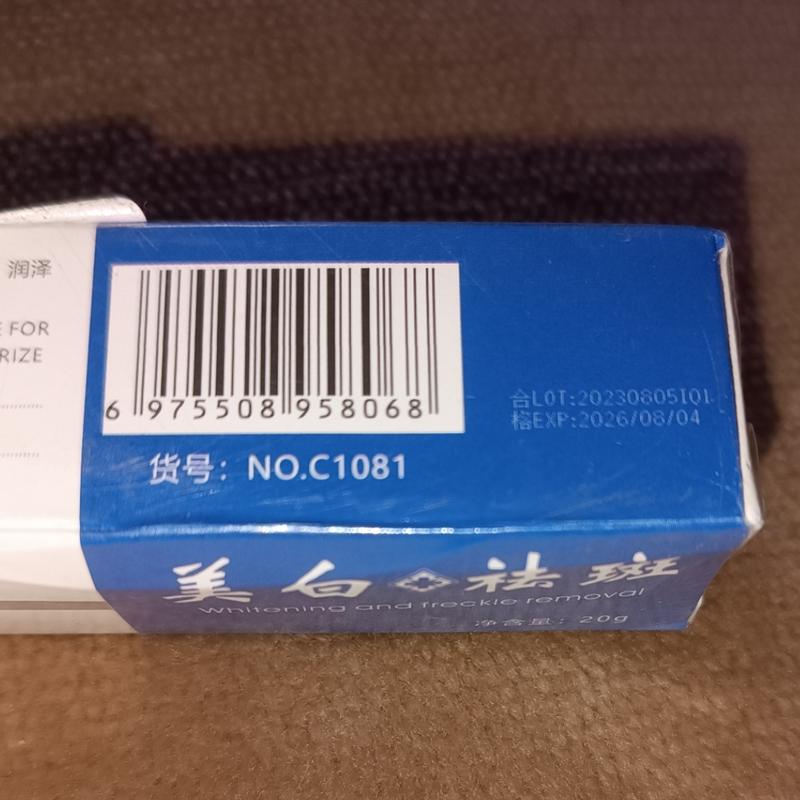 润泽
E FOR
RIZE
6 975508 958068
合LOT:20230805I01
格EXP:2026/08/04
货号：NO.C1081
美白祛斑
Whitening and freckle removal
净含量：20g